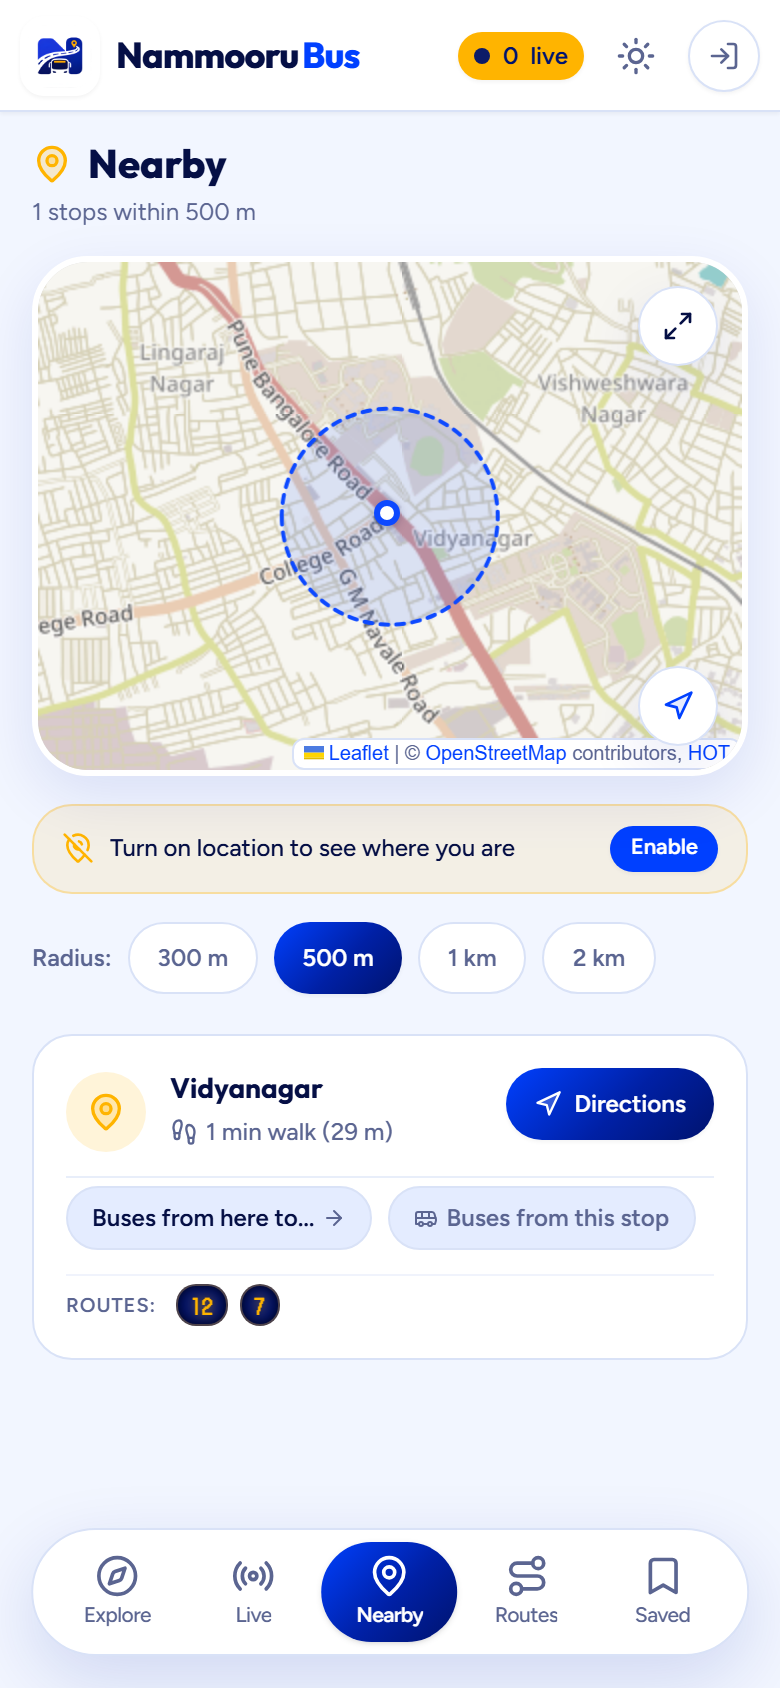 Nammooru Bus
0 live
Nearby
1 stops within 500 m
Lingaraj
Nagar
Pune Bangalore Road
Vishweshwara
Nagar
Vidyanagar
College Road
ege Road
G M Navale Road
Leaflet | © OpenStreetMap contributors, HOT
Turn on location to see where you are
Enable
Radius:
300 m
500 m
1 km
2 km
Vidyanagar
1 min walk (29 m)
Directions
Buses from here to... →
Buses from this stop
ROUTES:
12
7
Explore
Live
Nearby
Routes
Saved